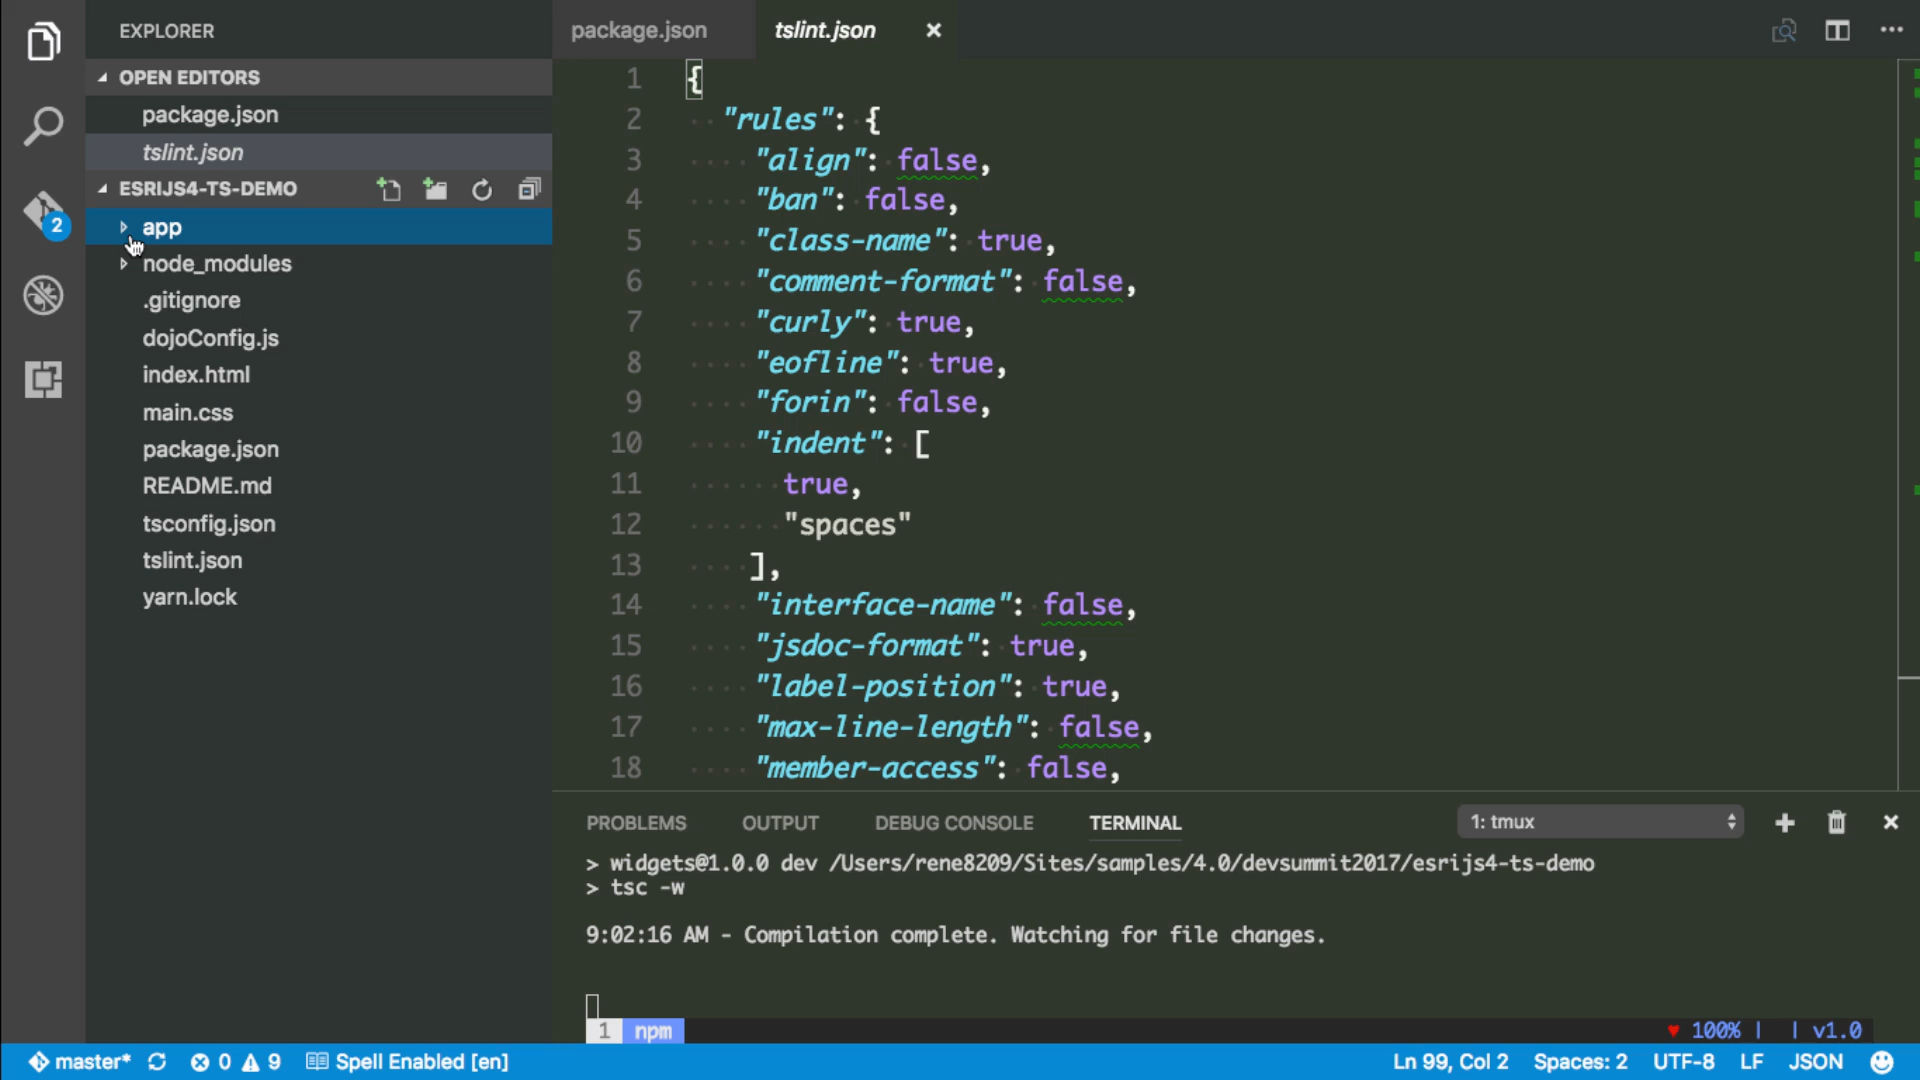 EXPLORER
OPEN EDITORS
package.json
tslint.json
ESRIJS4-TS-DEMO
app
node_modules
.gitignore
dojoConfig.js
index.html
main.css
package.json
README.md
tsconfig.json
tslint.json
yarn.lock
2
package.json
tslint.json
1 {
2 "rules": {
3 "align": false,
4 "ban": false,
5 "class-name": true,
6 "comment-format": false,
7 "curly": true,
8 "eofline": true,
9 "forin": false,
10 "indent": [
11 true,
12 "spaces"
13 ],
14 "interface-name": false,
15 "jsdoc-format": true,
16 "label-position": true,
17 "max-line-length": false,
18 "member-access": false,
PROBLEMS OUTPUT DEBUG CONSOLE TERMINAL 1: tmux
> widgets@1.0.0 dev /Users/rene8209/Sites/samples/4.0/devsummit2017/esrijs4-ts-demo
> tsc -w
9:02:16 AM - Compilation complete. Watching for file changes.
1 npm ♥ 100% | | v1.0
master* 0 9 Spell Enabled [en] Ln 99, Col 2 Spaces: 2 UTF-8 LF JSON